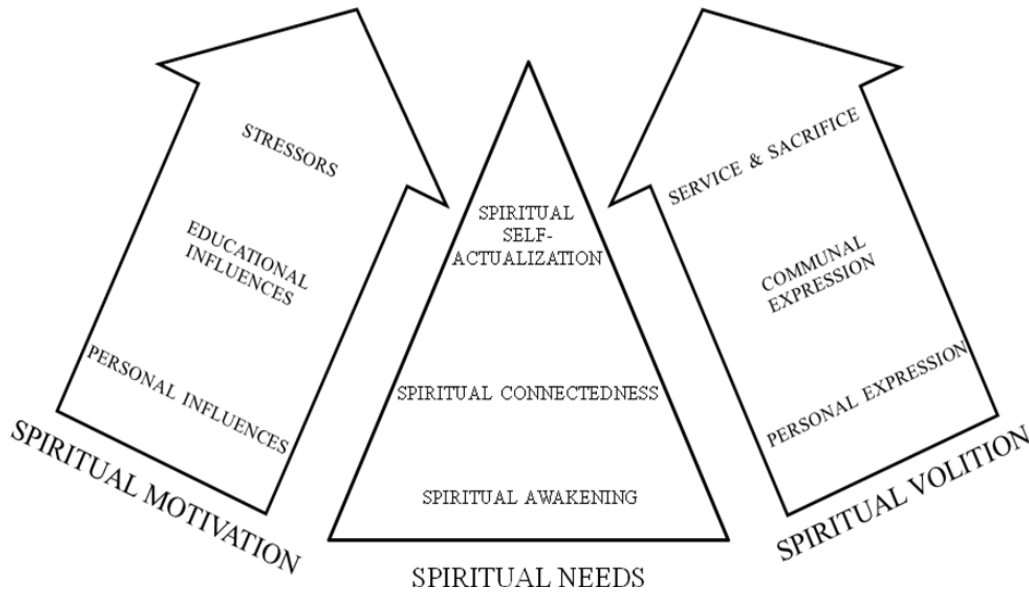 STRESSORS
EDUCATIONAL
INFLUENCES
PERSONAL INFLUENCES
SPIRITUAL MOTIVATION
SPIRITUAL
SELF-
ACTUALIZATION
SPIRITUAL CONNECTEDNESS
SPIRITUAL AWAKENING
SPIRITUAL NEEDS
SERVICE & SACRIFICE
COMMUNAL
EXPRESSION
PERSONAL EXPRESSION
SPIRITUAL VOLITION